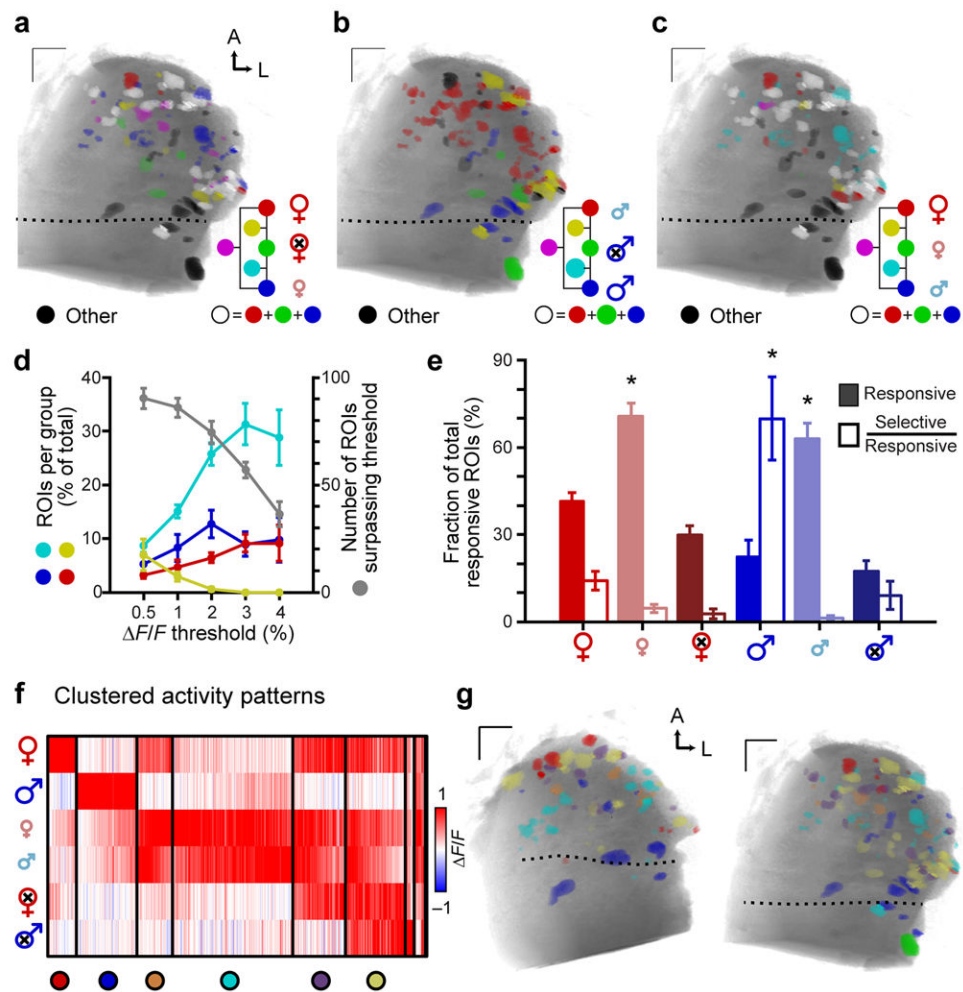 a
b
c
A
L
Other
= + +
Other
= + +
Other
= + +
d
ROIs per group
(% of total)
40
30
20
10
0
0.5 1 2 3 4
ΔF/F threshold (%)
100
50
0
Number of ROIs
surpassing threshold
e
Fraction of total
responsive ROIs (%)
90
60
30
0
* * *
Responsive
Selective
Responsive
f Clustered activity patterns
♀
♂
♀
♂
♀
♂
1
ΔF/F
−1
g
A
L